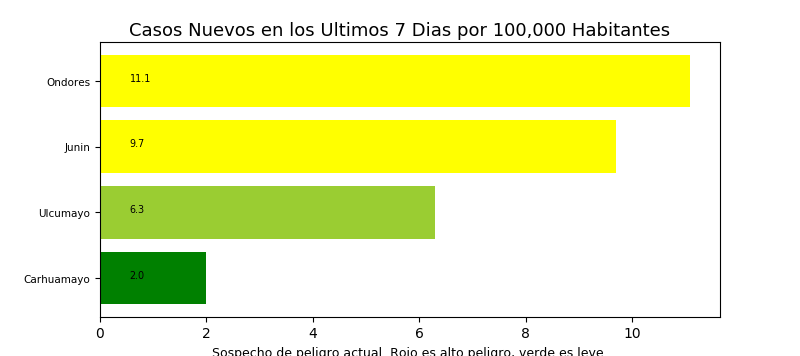 Casos Nuevos en los Ultimos 7 Dias por 100,000 Habitantes
Ondores 11.1
Junin 9.7
Ulcumayo 6.3
Carhuamayo 2.0
0 2 4 6 8 10
Sospecho de peligro actual. Rojo es alto peligro, verde es leve